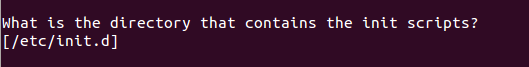 What is the directory that contains the init scripts?
[/etc/init.d]